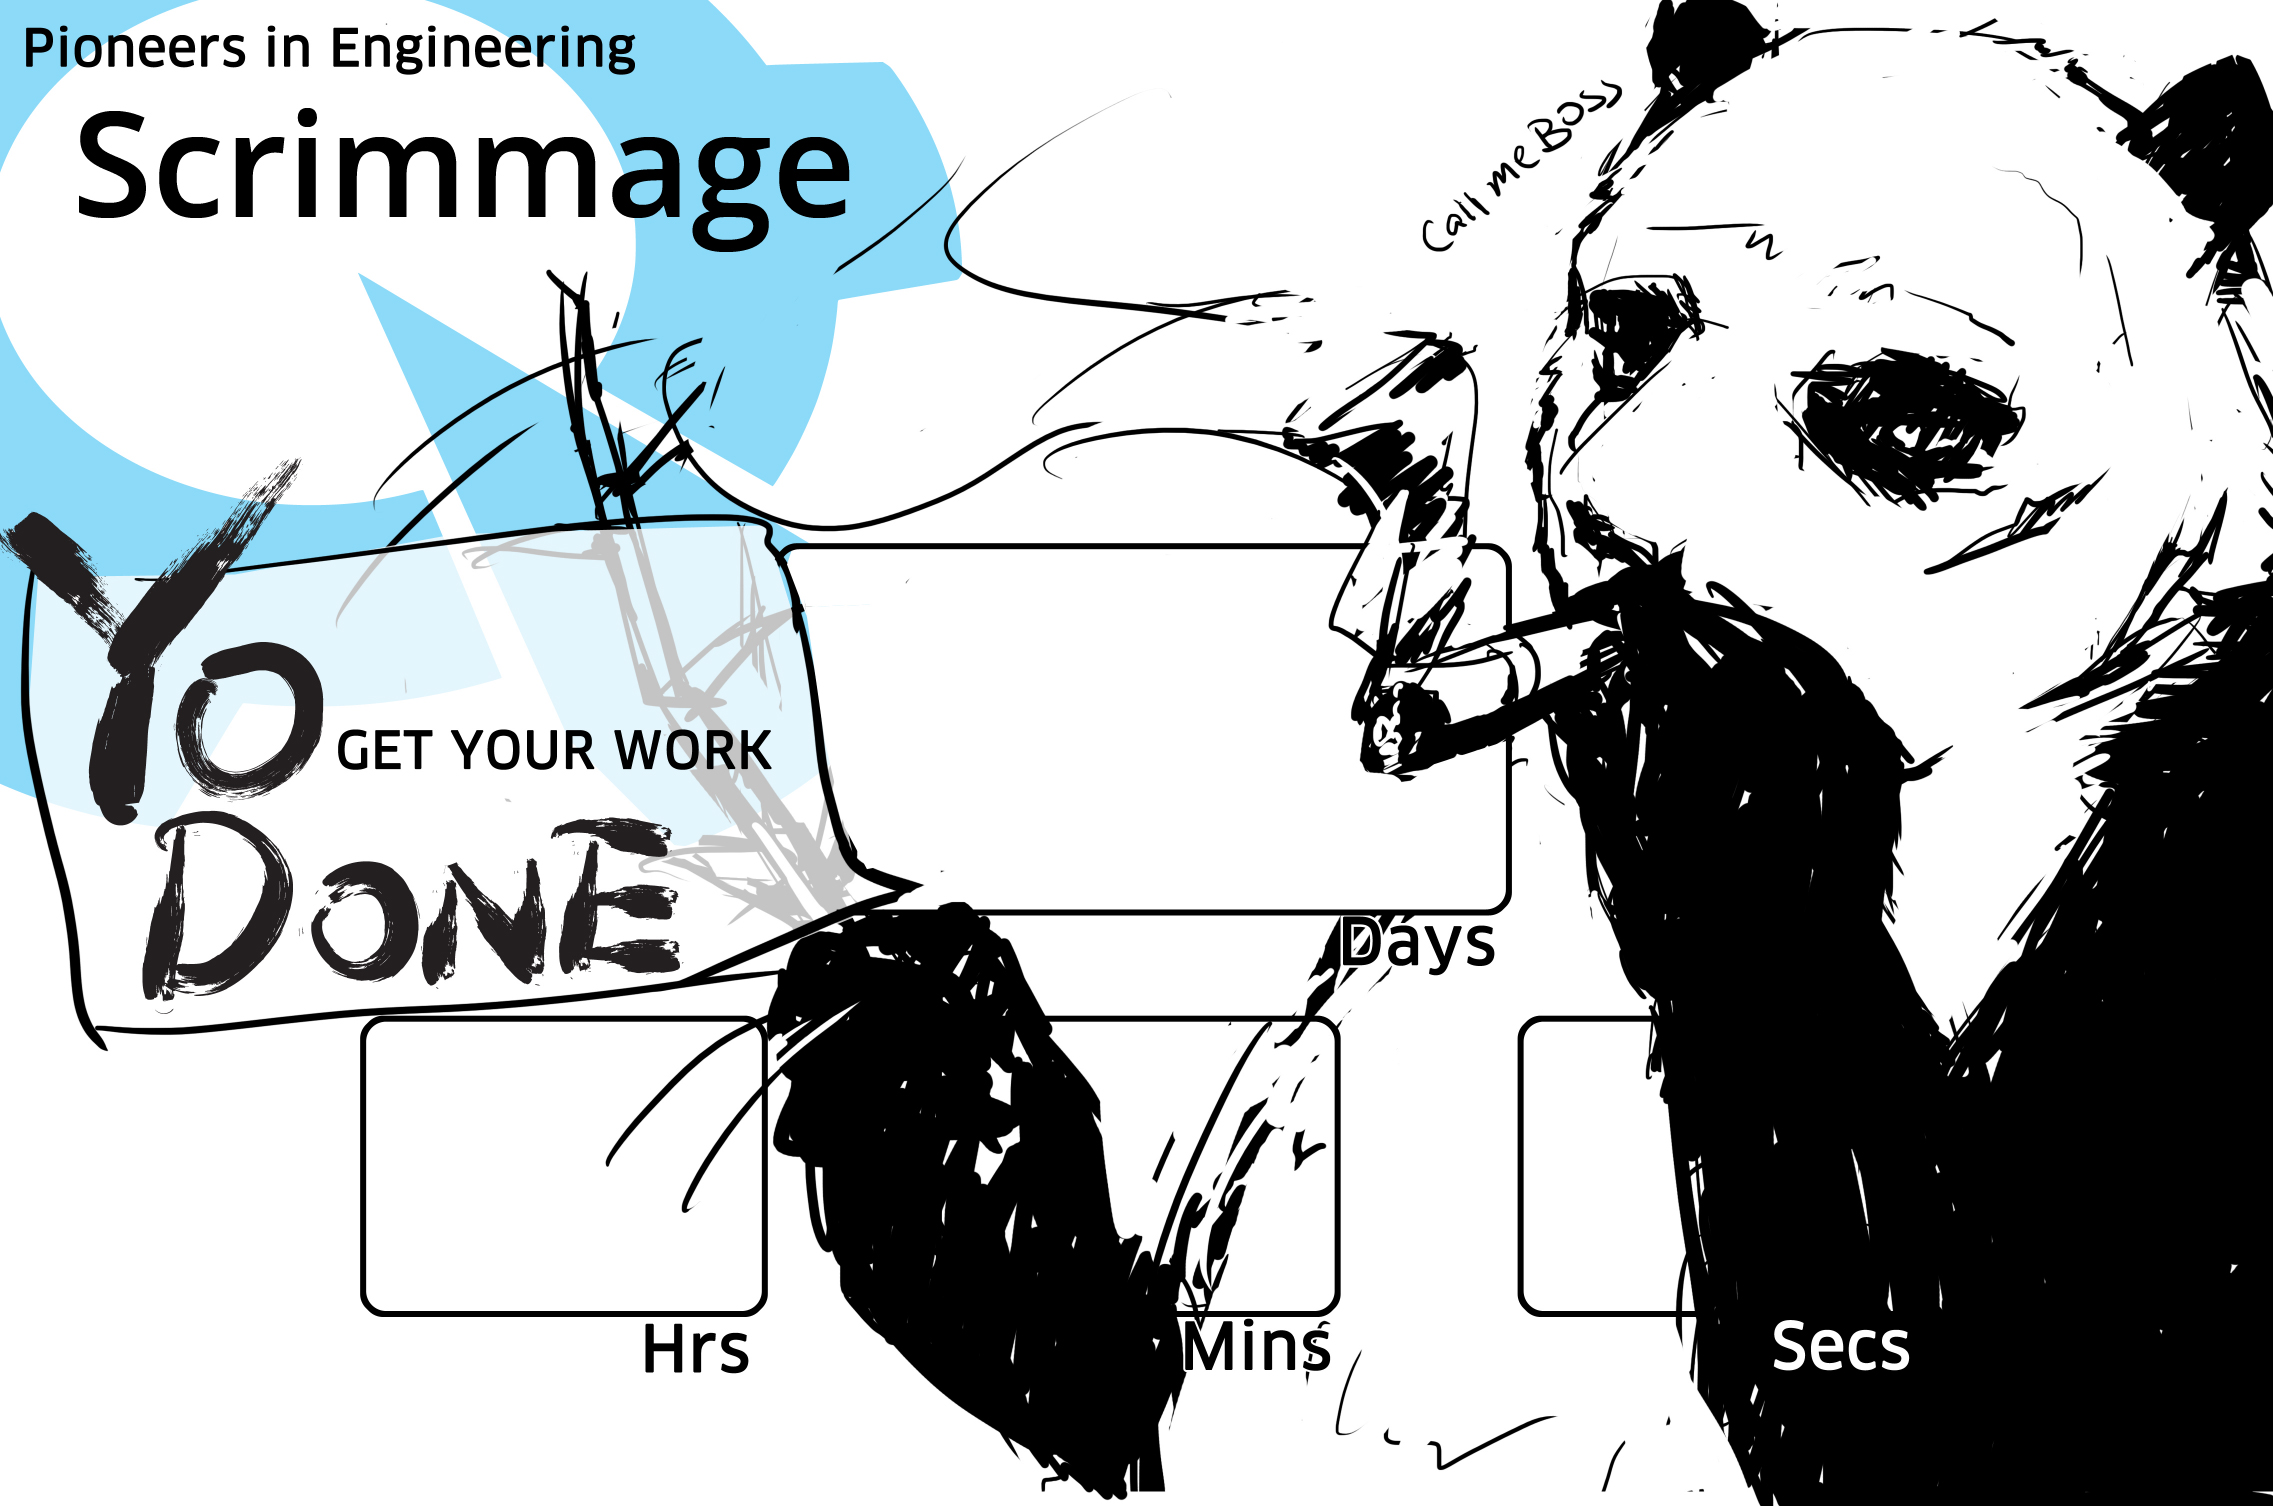 Pioneers in Engineering
Scrimmage
Call me Boss
YO GET YOUR WORK
DONE
Days
Hrs
Mins
Secs